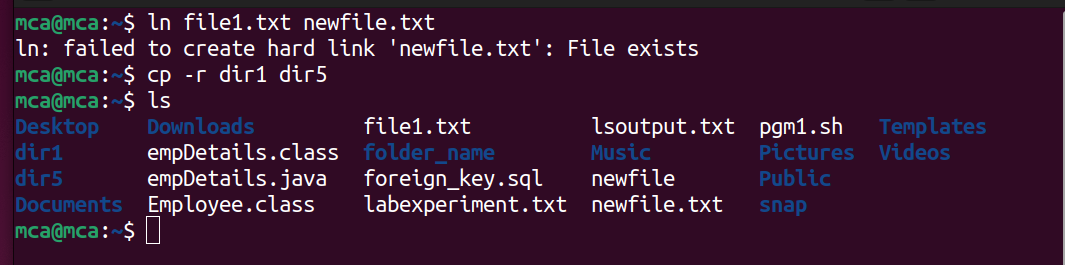 mca@mca:~$ ln file1.txt newfile.txt
ln: failed to create hard link 'newfile.txt': File exists
mca@mca:~$ cp -r dir1 dir5
mca@mca:~$ ls
Desktop    Downloads         file1.txt          lsoutput.txt  pgm1.sh   Templates
dir1       empDetails.class  folder_name        Music         Pictures  Videos
dir5       empDetails.java   foreign_key.sql    newfile       Public
Documents  Employee.class    labexperiment.txt  newfile.txt   snap
mca@mca:~$